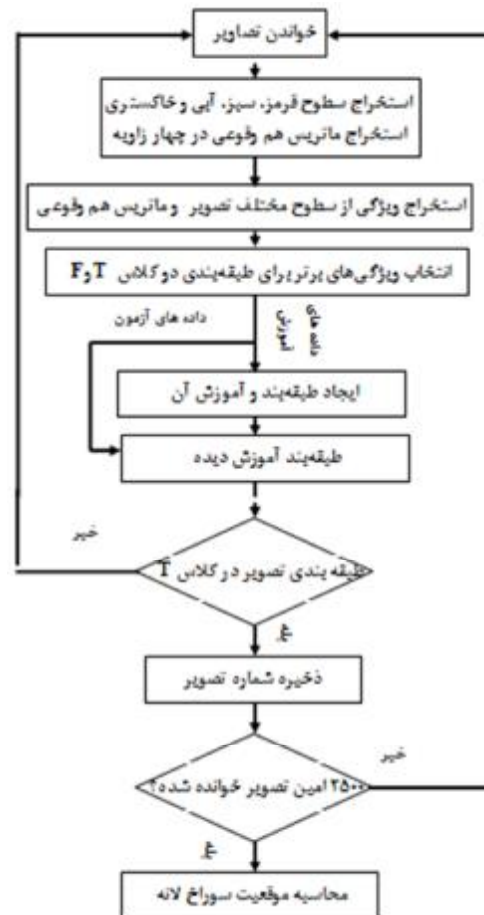 خواندن تصاویر
استخراج سطوح قرمز، سبز، آبی و خاکستری
استخراج ماتریس هم وقوعی در چهار زاویه
استخراج ویژگی از سطوح مختلف تصویر و ماتریس هم وقوعی
انتخاب ویژگی‌های برتر برای طبقه‌بندی دو کلاس T و F
داده های آزمون
داده های
آموزش
ایجاد طبقه‌بند و آموزش آن
طبقه‌بند آموزش دیده
خیر
طبقه بندی تصویر در کلاس T
بله
ذخیره شماره تصویر
خیر
۲۵۰۰ امین تصویر خوانده شده؟
بله
محاسبه موقعیت سوراخ لانه